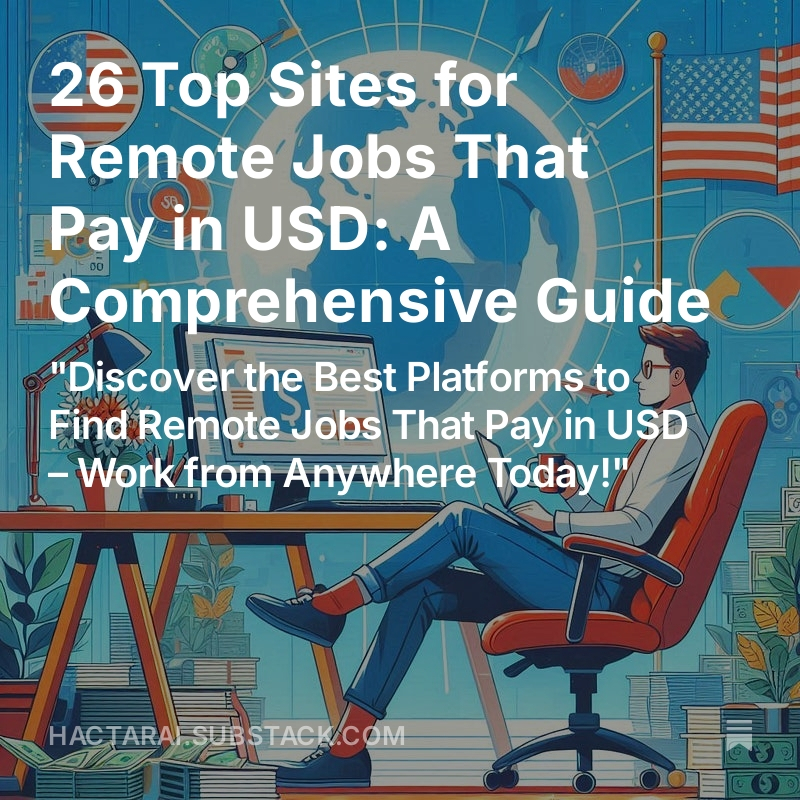 26 Top Sites for
Remote Jobs That
Pay in USD: A
Comprehensive Guide
"Discover the Best Platforms to
Find Remote Jobs That Pay in USD
– Work from Anywhere Today!"
HACTARAI.SUBSTACK.COM